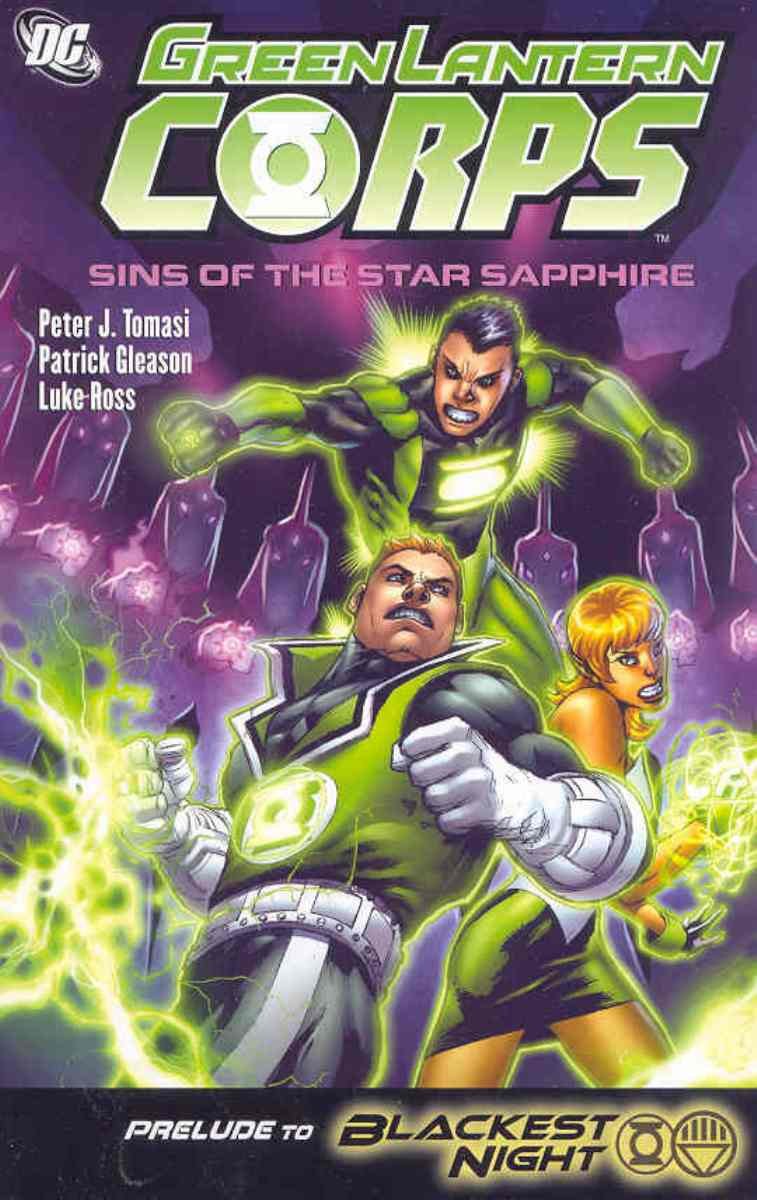 DC
GREEN LANTERN
CORPS
TM
SINS OF THE STAR SAPPHIRE
Peter J. Tomasi
Patrick Gleason
Luke Ross
PRELUDE TO
BLACKEST
NIGHT